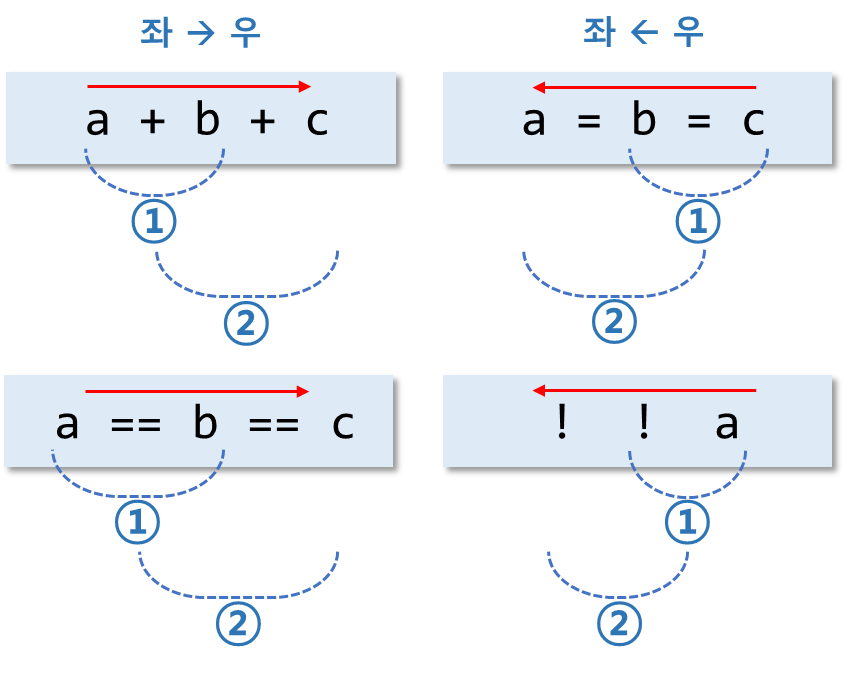 좌 → 우
좌 ← 우
a + b + c
a = b = c
①
①
②
②
a == b == c
! ! a
①
①
②
②